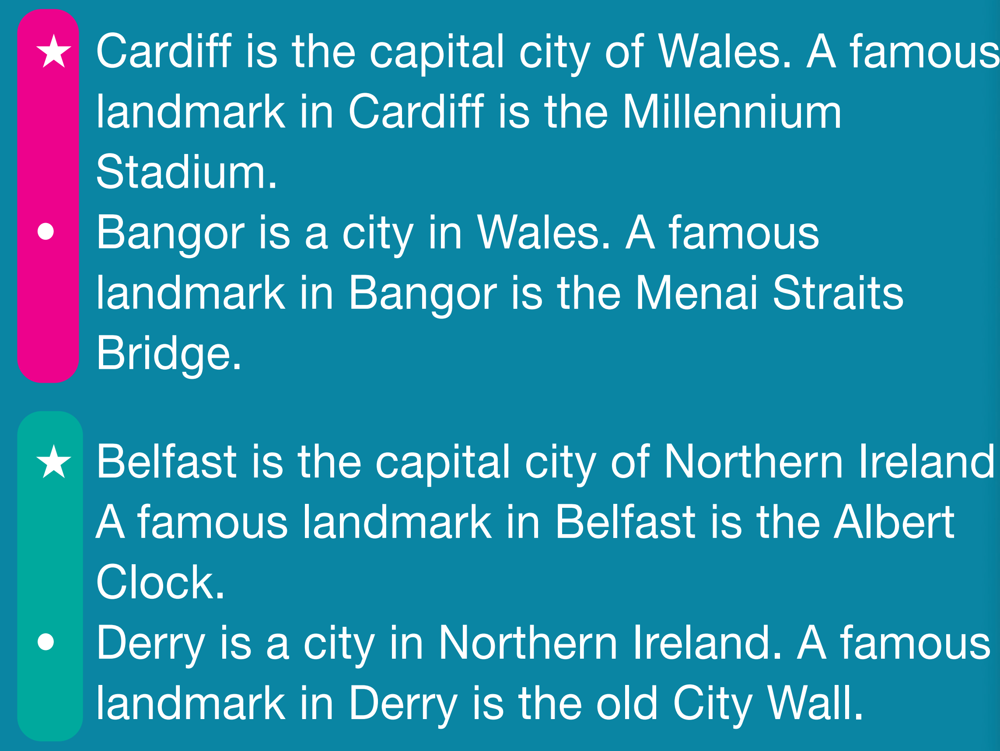 ★ Cardiff is the capital city of Wales. A famous
landmark in Cardiff is the Millennium
Stadium.
• Bangor is a city in Wales. A famous
landmark in Bangor is the Menai Straits
Bridge.
★ Belfast is the capital city of Northern Ireland
A famous landmark in Belfast is the Albert
Clock.
• Derry is a city in Northern Ireland. A famous
landmark in Derry is the old City Wall.